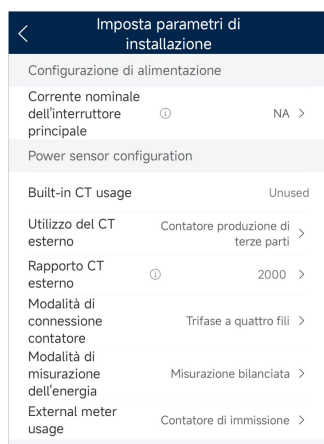 Imposta parametri di
installazione
Configurazione di alimentazione
Corrente nominale
dell'interruttore
principale
NA
Power sensor configuration
Built-in CT usage
Unused
Utilizzo del CT
esterno
Contatore produzione di
terze parti
Rapporto CT
esterno
2000
Modalità di
connessione
contatore
Trifase a quattro fili
Modalità di
misurazione
dell'energia
Misurazione bilanciata
External meter
usage
Contatore di immissione